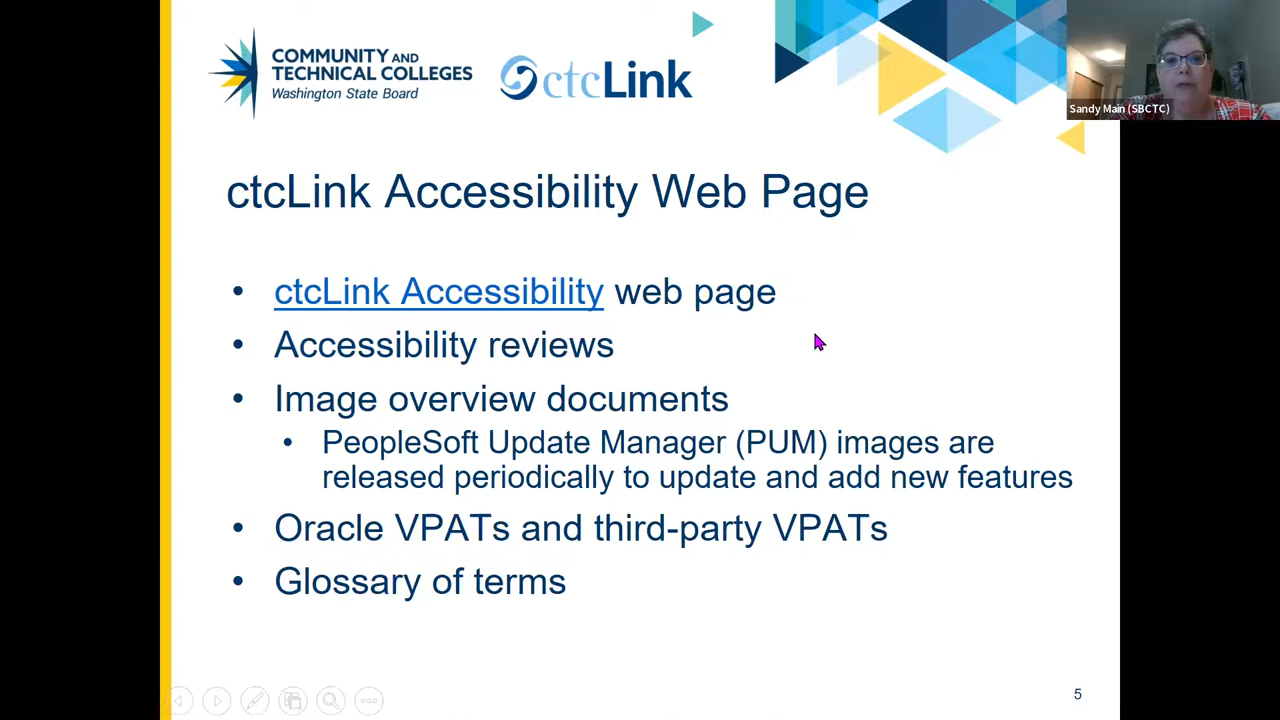 COMMUNITY AND
TECHNICAL COLLEGES
Washington State Board
ctcLink
Sandy Main (SBCTC)
ctcLink Accessibility Web Page
• ctcLink Accessibility web page
• Accessibility reviews
• Image overview documents
• PeopleSoft Update Manager (PUM) images are
released periodically to update and add new features
• Oracle VPATs and third-party VPATs
• Glossary of terms
5